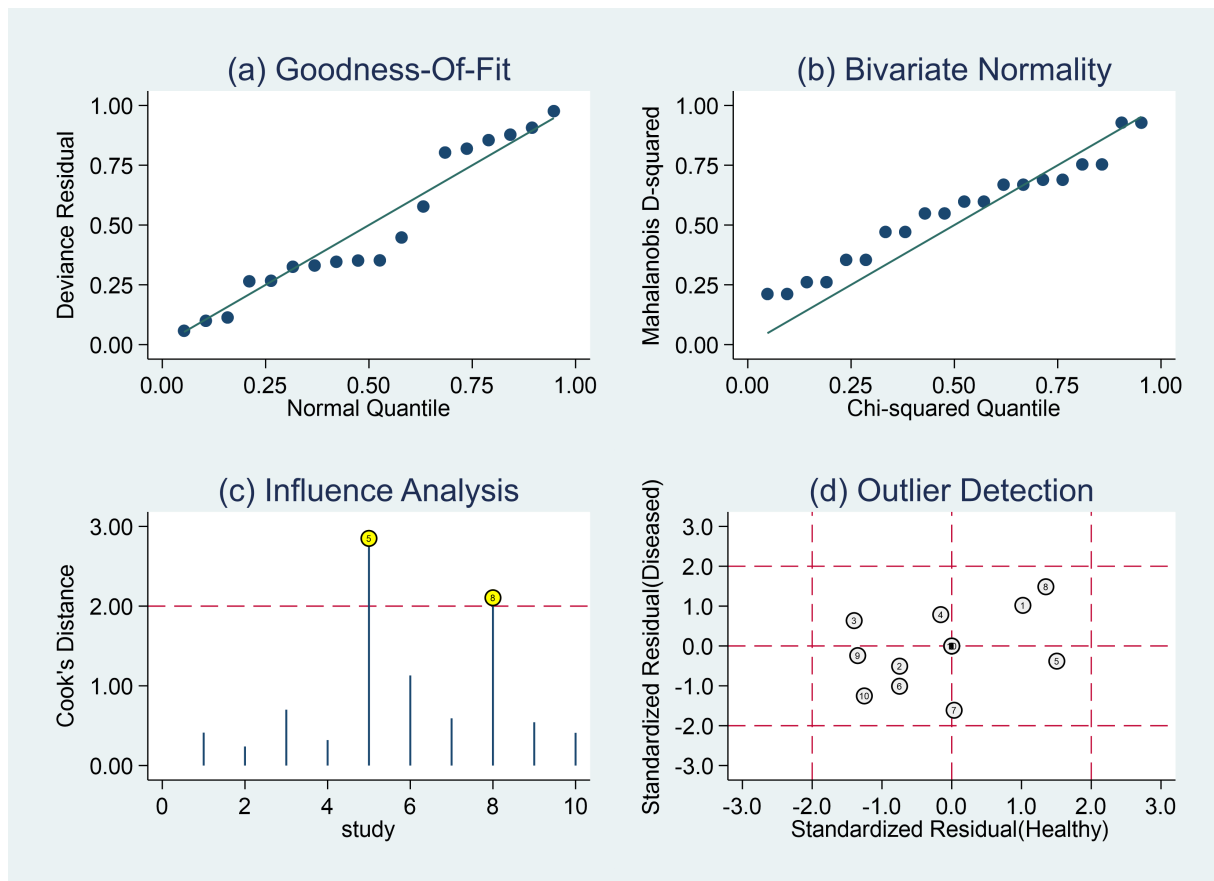 (a) Goodness-Of-Fit
Deviance Residual
1.00
0.75
0.50
0.25
0.00
0.00 0.25 0.50 0.75 1.00
Normal Quantile
(b) Bivariate Normality
Mahalanobis D-squared
1.00
0.75
0.50
0.25
0.00
0.00 0.25 0.50 0.75 1.00
Chi-squared Quantile
(c) Influence Analysis
Cook's Distance
3.00
2.00
1.00
0.00
5
8
0 2 4 6 8 10
study
(d) Outlier Detection
Standardized Residual(Diseased)
3.0
2.0
1.0
0.0
-1.0
-2.0
-3.0
8
1
4
3
9
2
5
6
10
7
-3.0 -2.0 -1.0 0.0 1.0 2.0 3.0
Standardized Residual(Healthy)